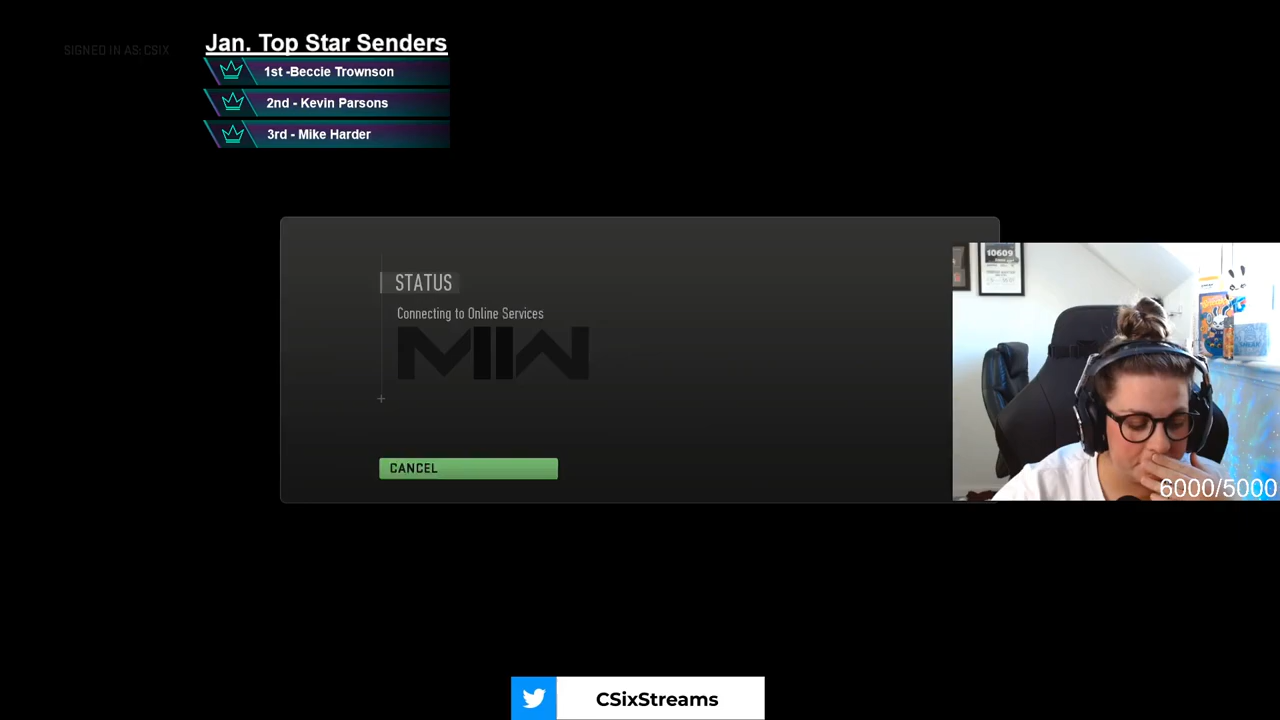 SIGNED IN AS: CSIX
Jan. Top Star Senders
1st -Beccie Trownson
2nd - Kevin Parsons
3rd - Mike Harder
STATUS
Connecting to Online Services
MIIW
CANCEL
10609
6000/5000
CSixStreams